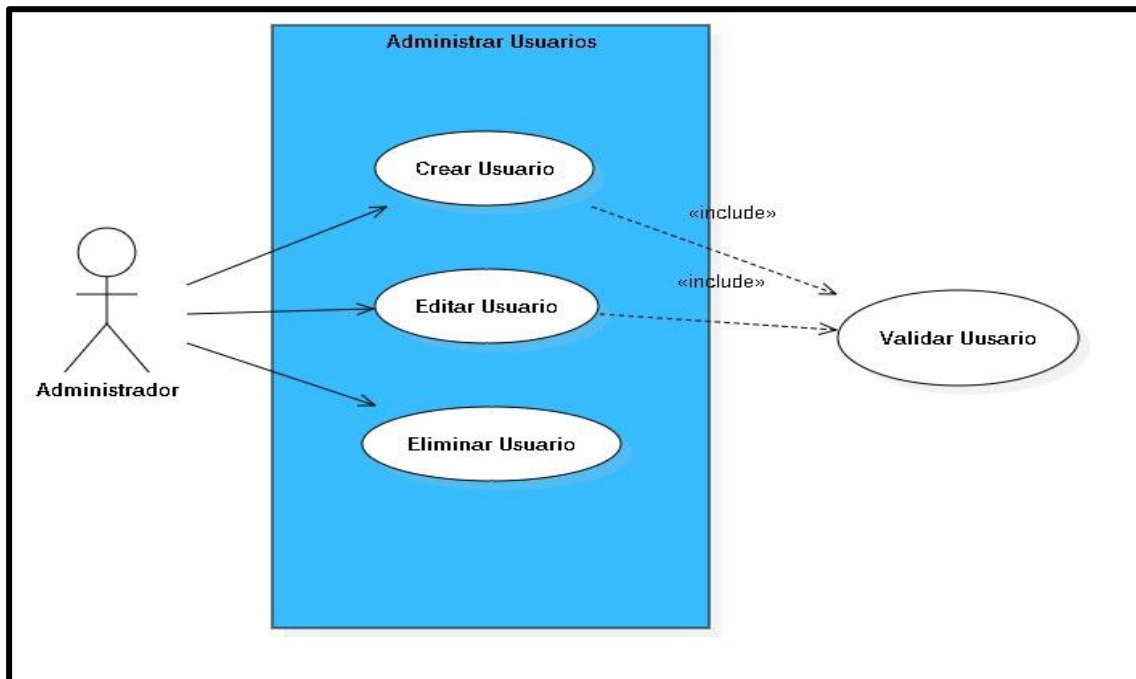 Administrar Usuarios
Crear Usuario
«include»
«include»
Editar Usuario
Validar Uusario
Administrador
Eliminar Usuario